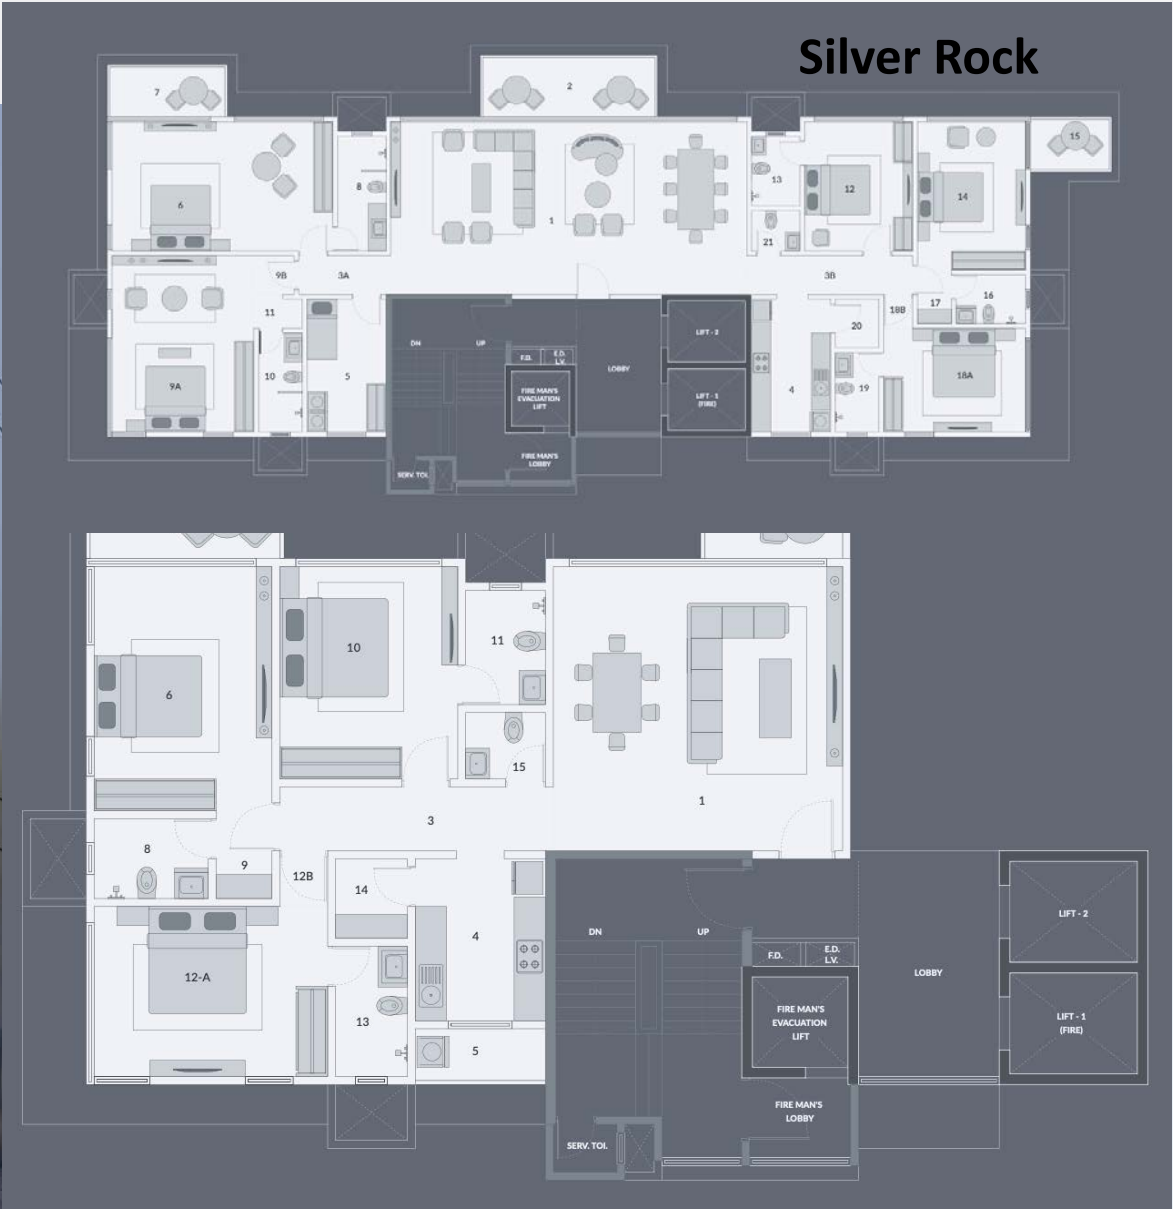 Silver Rock
7
2
15
6
8
1
13
12
14
21
9B
3A
3B
11
17
16
18B
20
DN
UP
F.D.
E.D.
L.V.
LOBBY
LIFT - 2
9A
10
5
FIRE MAN'S
EVACUATION
LIFT
LIFT - 1
(FIRE)
4
19
18A
FIRE MAN'S
LOBBY
SERV. TOI.
6
10
11
15
1
3
8
9
12B
14
4
12-A
13
5
DN
UP
F.D.
E.D.
L.V.
LOBBY
LIFT - 2
FIRE MAN'S
EVACUATION
LIFT
LIFT - 1
(FIRE)
FIRE MAN'S
LOBBY
SERV. TOI.